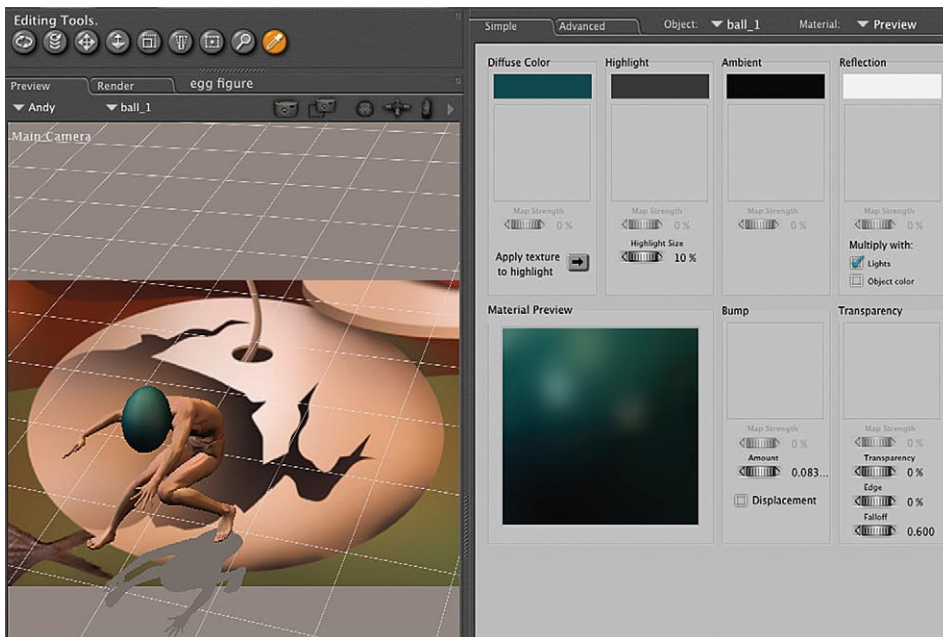 Editing Tools.
Preview
Render
egg figure
Andy
ball_1
Main Camera
Simple
Advanced
Object: ball_1
Material: Preview
Diffuse Color
Highlight
Ambient
Reflection
Map Strength
0 %
Map Strength
0 %
Map Strength
0 %
Map Strength
0 %
Apply texture
to highlight
Highlight Size
10 %
Multiply with:
Lights
Object color
Material Preview
Bump
Transparency
Map Strength
0 %
Amount
0.083...
Displacement
Map Strength
0 %
Transparency
0 %
Edge
0 %
Falloff
0.600